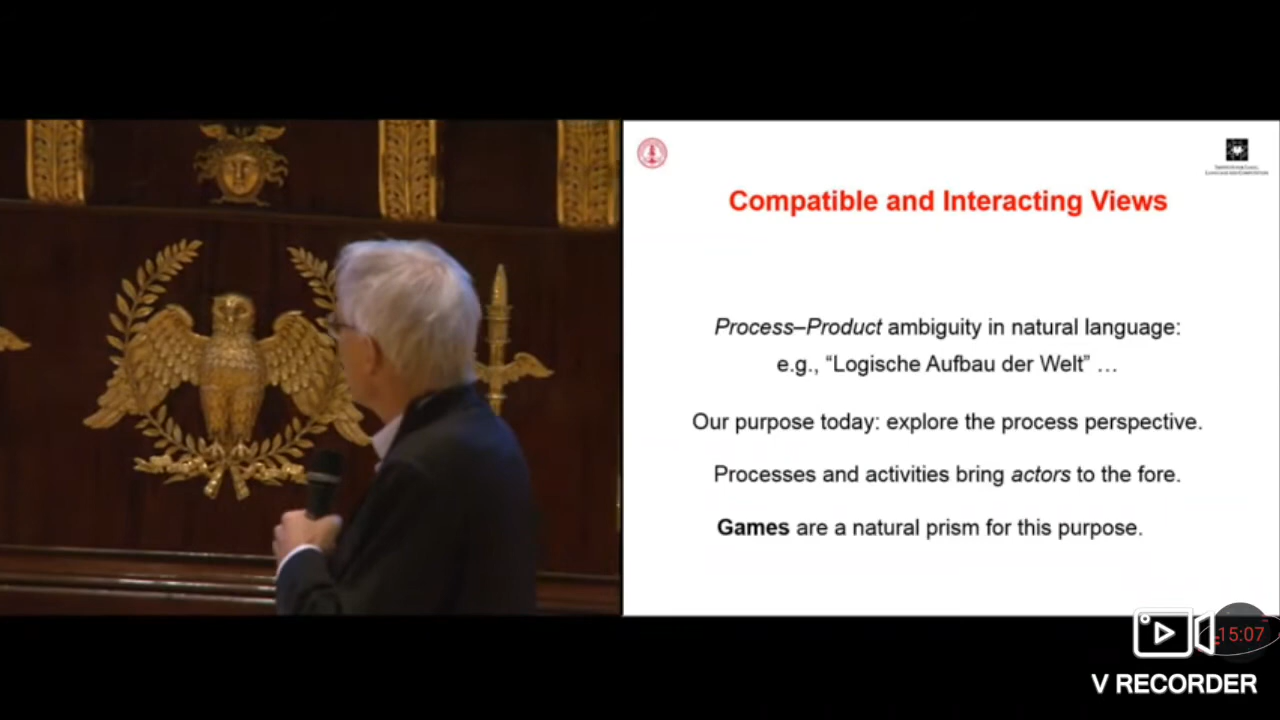 Compatible and Interacting Views
Process–Product ambiguity in natural language:
e.g., “Logische Aufbau der Welt” …
Our purpose today: explore the process perspective.
Processes and activities bring actors to the fore.
Games are a natural prism for this purpose.
15:07
V RECORDER